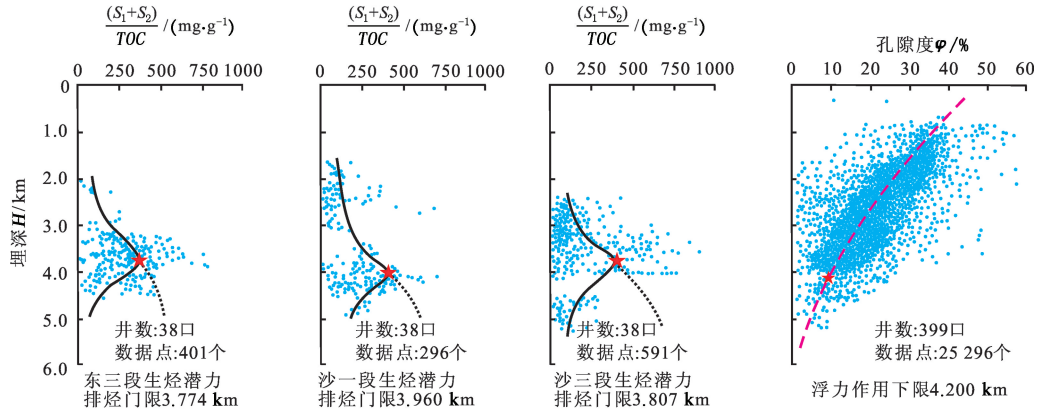 (S₁+S₂)/TOC /(mg·g⁻¹)
(S₁+S₂)/TOC /(mg·g⁻¹)
(S₁+S₂)/TOC /(mg·g⁻¹)
孔隙度φ/%
0 250 500 750 1000
0 250 500 750 1000
0 250 500 750 1000
0 10 20 30 40 50 60
埋深H/km
0
1.0
2.0
3.0
4.0
5.0
6.0
井数:38口
数据点:401个
井数:38口
数据点:296个
井数:38口
数据点:591个
井数:399口
数据点:25 296个
东三段生烃潜力
排烃门限3.774 km
沙一段生烃潜力
排烃门限3.960 km
沙三段生烃潜力
排烃门限3.807 km
浮力作用下限4.200 km